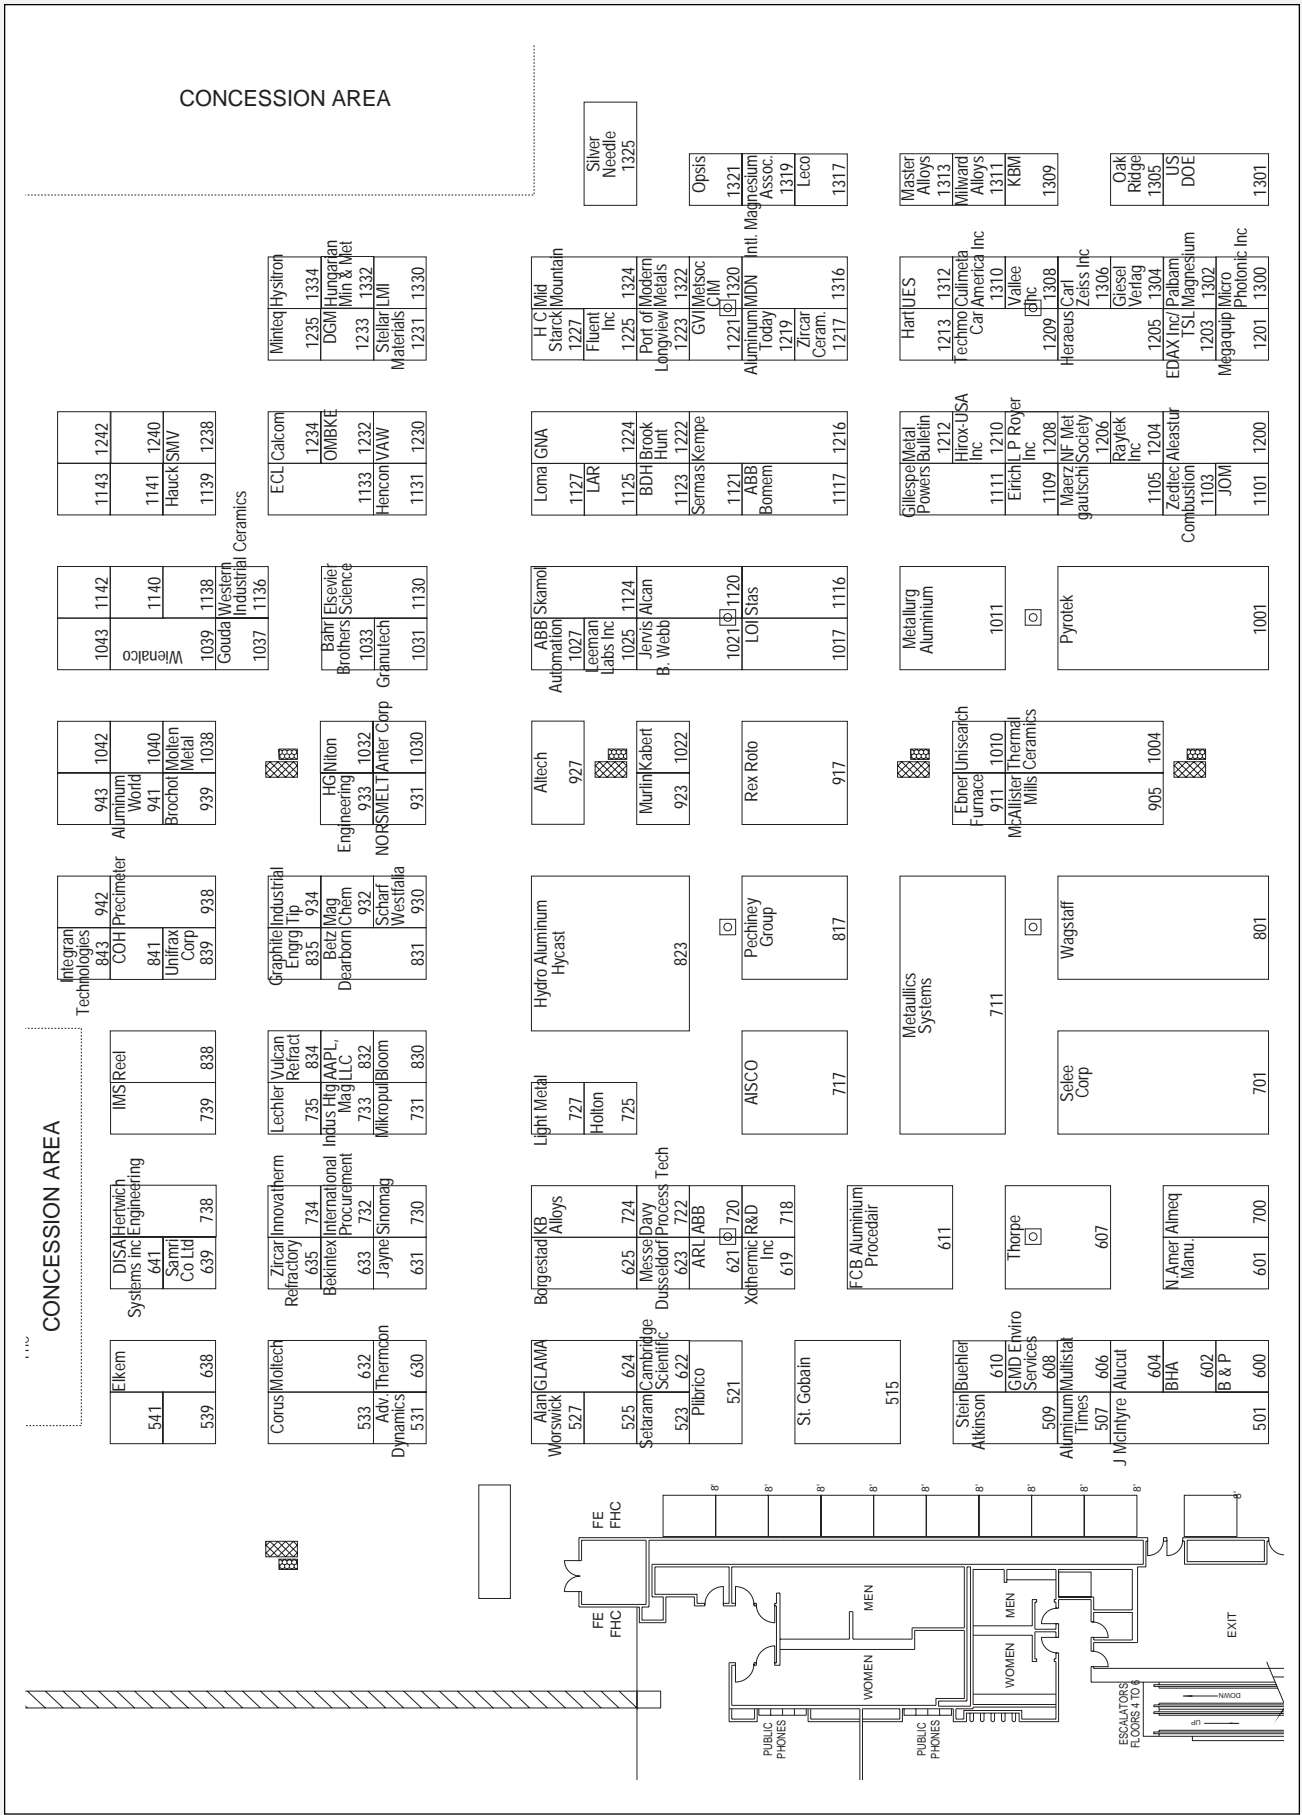 CONCESSION AREA
Silver
Needle
1325
Opsis
1321
Intl. Magnesium
Assoc.
1319
Leco
1317
Master
Alloys
1313
Milward
Alloys
1311
KBM
1309
Oak
Ridge
1305
US
DOE
1301
Hysitron
1334
Hungarian
Min & Met
1332
LMI
1330
Minteq
1235
DGM
1233
Stellar
Materials
1231
Mid
Mountain
1324
Modern
Metals
1322
Metsoc
CIM
1320
MDN
1316
H C
Starck
1227
Fluent
Inc
1225
Port of
Longview
1223
GVI
1221
Aluminum
Today
1219
Zircar
Ceram.
1217
UES
1312
Culimeta
America Inc
1310
Vallee
Inc
1308
Carl
Zeiss Inc
1306
Giesel
Verlag
1304
Palbam
Magnesium
1302
Micro
Photonic Inc
1300
Hart
1213
Techmo
Car
1209
Heraeus
1205
EDAX Inc/
TSL
1203
Megaquip
1201
1242
1240
SMV
1238
1143
1141
Hauck
1139
Calcom
1234
OMBKE
1232
VAW
1230
ECL
1133
Hencon
1131
GNA
1224
Brook
Hunt
1222
Kempe
1216
Loma
1127
LAR
1125
BDH
1123
Sermas
1121
ABB
Bomem
1117
Metal
Bulletin
1212
Hirox-USA
Inc
1210
L P Royer
Inc
1208
NF Met
Society
1206
Raytek
Inc
1204
Aleastur
1200
Gillespie
Powers
1111
Eirich
1109
Maerz
gautschi
1105
Zedtec
Combustion
1103
JOM
1101
1142
1140
1138
Western
Industrial Ceramics
1136
1043
Wienalco
1039
Gouda
1037
Elsevier
Science
1130
Bahr
Brothers
1033
Granutech
1031
Skamol
1124
Alcan
1120
Stas
1116
ABB
Automation
1027
Leeman
Labs Inc
1025
Jervis
B. Webb
1021
LOI
1017
Metallurg
Aluminium
1011
Pyrotek
1001
1042
1040
Molten
Metal
1038
943
Aluminum
World
941
Brochot
939
Niton
1032
Anter Corp
1030
HG
Engineering
933
NORSMELT
931
Altech
927
Kabert
1022
Murlin
923
Rex Roto
917
Unisearch
1010
Thermal
Ceramics
1004
Ebner
Furnace
911
McAllister
Mills
905
942
Precimeter
938
Integran
Technologies
843
COH
841
Unifrax
Corp
839
Industrial
Tip
934
Mag
Chem
932
Scharf
Westfalia
930
Graphite
Engrg
835
Betz
Dearborn
831
Hydro Aluminum
Hycast
823
Pechiney
Group
817
Metaullics
Systems
711
Wagstaff
801
CONCESSION AREA
Reel
838
IMS
739
Vulcan
Refract
834
AAPL,
LLC
832
Bloom
830
Lechler
735
Indus Htg
Mag
733
Mikropul
731
Light Metal
727
Holton
725
AISCO
717
Selee
Corp
701
Hertwich
Engineering
738
DISA
Systems inc
641
Samri
Co Ltd
639
Innovatherm
734
International
Procurement
732
Sinomag
730
Zircar
Refractory
635
Bekintex
633
Jayne
631
KB
Alloys
724
Davy
Process Tech
722
ABB
720
R&D
718
Borgestad
625
Messe
Dusseldorf
623
ARL
621
Xothermic
Inc
619
FCB Aluminium
Procedair
611
Thorpe
607
Almeq
700
N.Amer
Manu.
601
Elkem
638
541
539
Moltech
632
Thermcon
630
Corus
533
Adv.
Dynamics
531
GLAMA
624
Cambridge
Scientific
622
Alan
Worswick
527
525
Setaram
523
Plibrico
521
St. Gobain
515
Buehler
610
GMD Enviro
Services
608
Multistat
606
Alucut
604
BHA
602
B & P
600
Stein
Atkinson
509
Aluminum
Times
507
J McIntyre
501
FE
FHC
8'
8'
8'
8'
8'
8'
8'
8'
8'
8'
FE
FHC
MEN
MEN
WOMEN
WOMEN
EXIT
PUBLIC
PHONES
PUBLIC
PHONES
ESCALATORS
FLOORS 4 TO 6
DOWN
UP